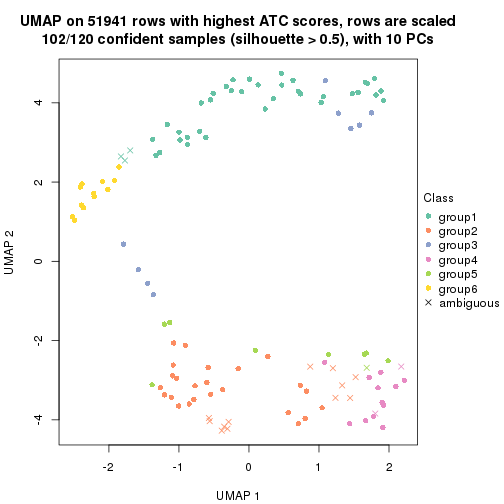 UMAP on 51941 rows with highest ATC scores, rows are scaled
102/120 confident samples (silhouette > 0.5), with 10 PCs
4
2
0
-2
-4
UMAP 2
-2
-1
0
1
2
UMAP 1
Class
group1
group2
group3
group4
group5
group6
ambiguous